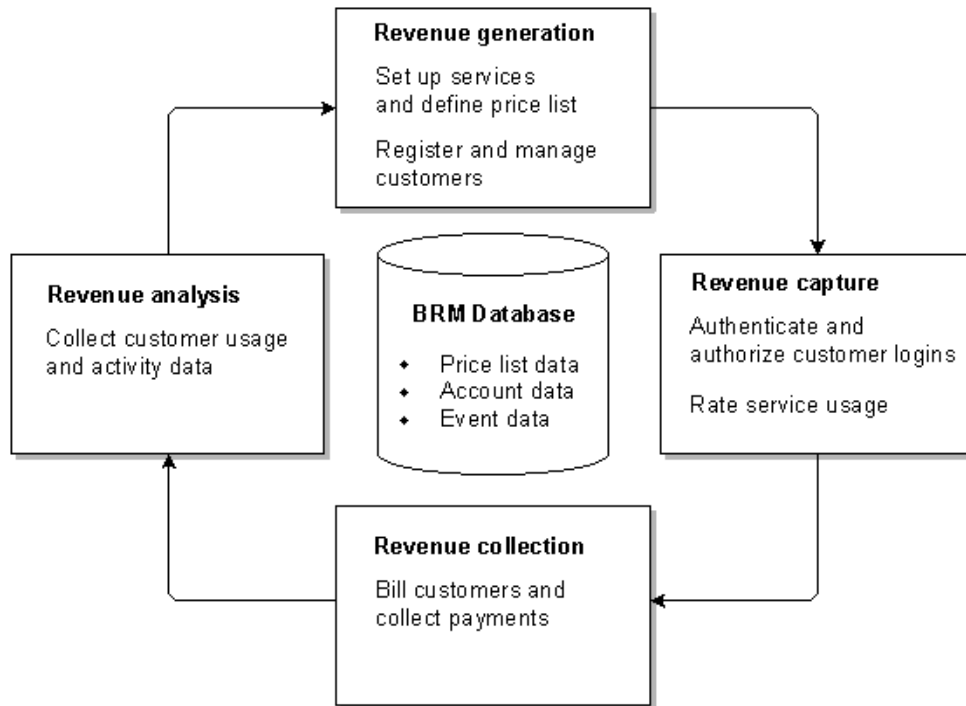 Revenue generation
Set up services
and define price list
Register and manage
customers
Revenue analysis
Collect customer usage
and activity data
BRM Database
◆ Price list data
◆ Account data
◆ Event data
Revenue capture
Authenticate and
authorize customer logins
Rate service usage
Revenue collection
Bill customers and
collect payments